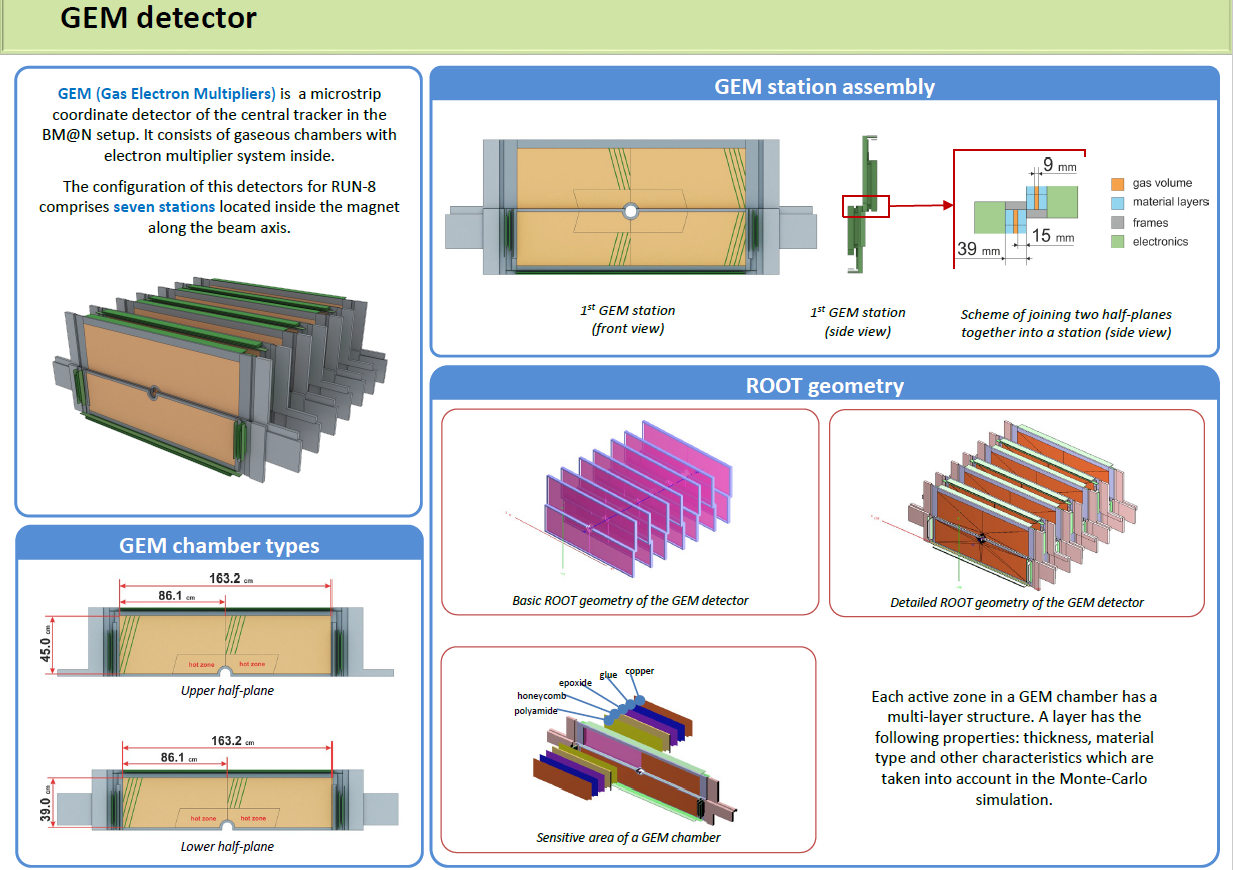 GEM detector
GEM (Gas Electron Multipliers) is a microstrip
coordinate detector of the central tracker in the
BM@N setup. It consists of gaseous chambers with
electron multiplier system inside.
The configuration of this detectors for RUN-8
comprises seven stations located inside the magnet
along the beam axis.
GEM chamber types
163.2 cm
86.1 cm
45.0 cm
hot zone hot zone
Upper half-plane
163.2 cm
86.1 cm
39.0 cm
hot zone hot zone
Lower half-plane
GEM station assembly
1st GEM station
(front view)
1st GEM station
(side view)
9 mm
15 mm
39 mm
gas volume
material layers
frames
electronics
Scheme of joining two half-planes
together into a station (side view)
ROOT geometry
Basic ROOT geometry of the GEM detector
Detailed ROOT geometry of the GEM detector
copper
glue
epoxide
honeycomb
polyamide
Sensitive area of a GEM chamber
Each active zone in a GEM chamber has a
multi-layer structure. A layer has the
following properties: thickness, material
type and other characteristics which are
taken into account in the Monte-Carlo
simulation.